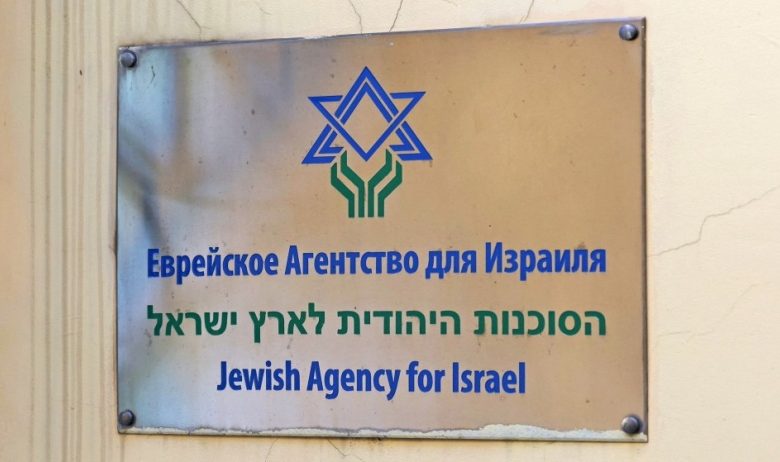 Еврейское Агентство для Израиля
הסוכנות היהודית לארץ ישראל
Jewish Agency for Israel